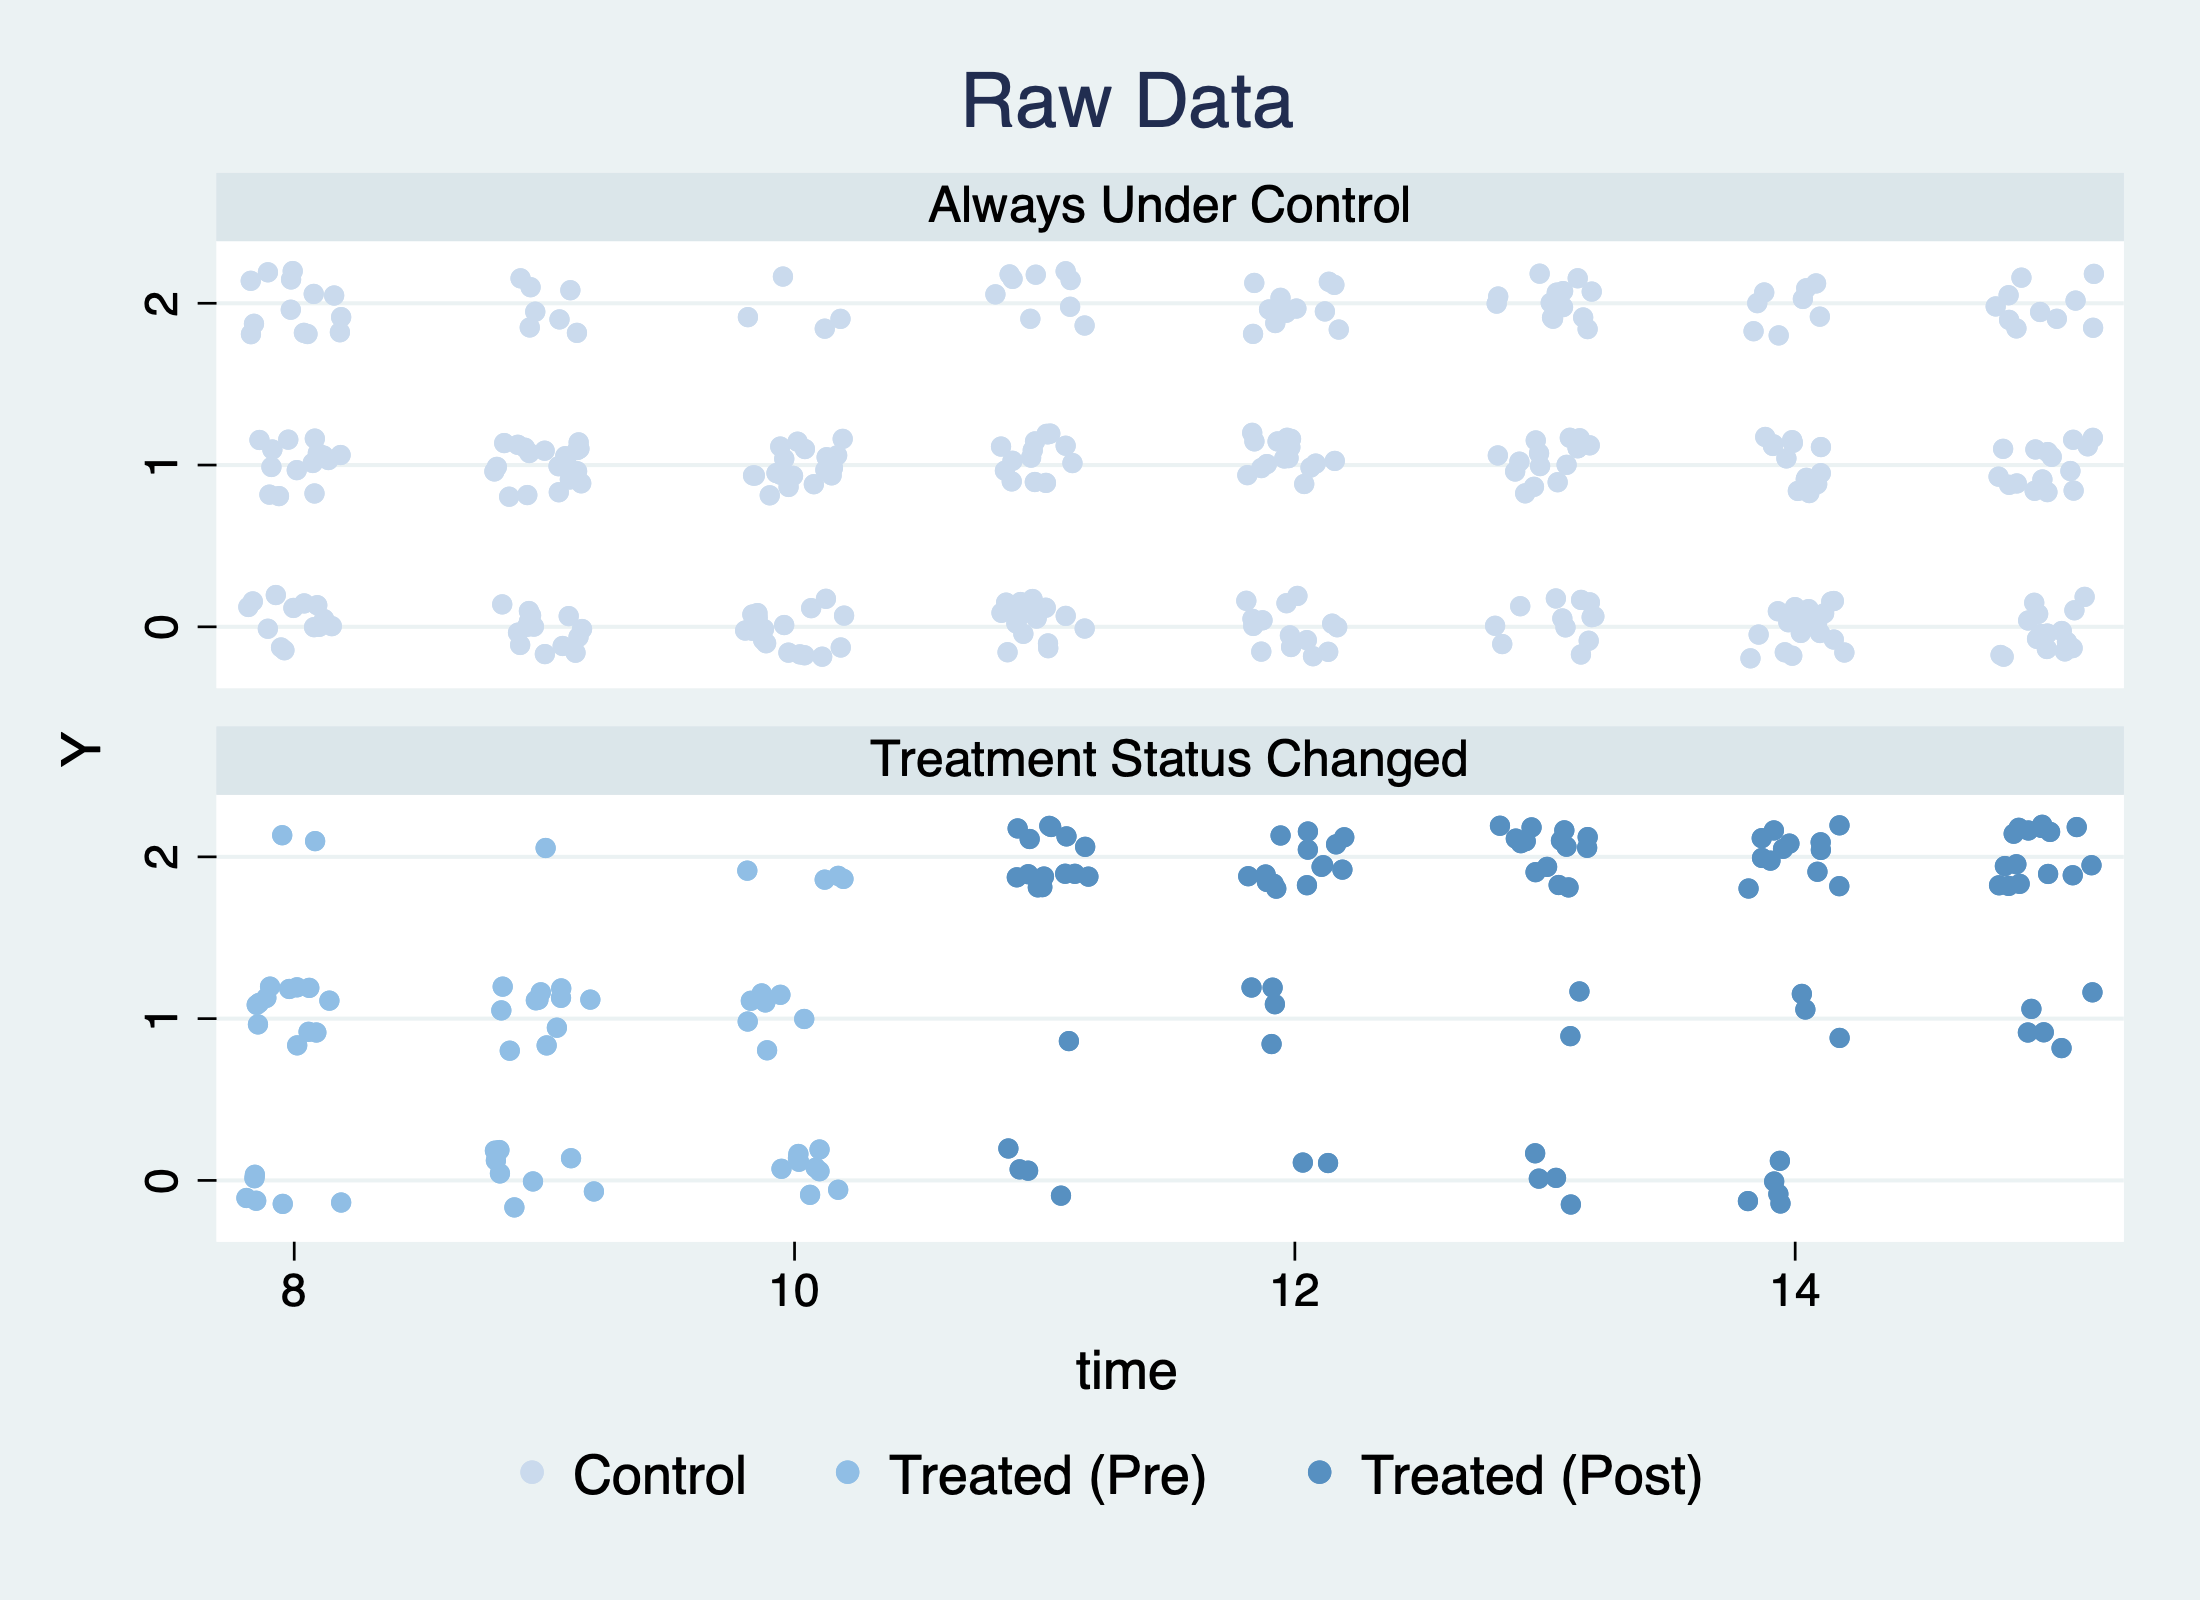 Raw Data
Always Under Control
2
1
0
Y
Treatment Status Changed
2
1
0
8 10 12 14
time
Control Treated (Pre) Treated (Post)